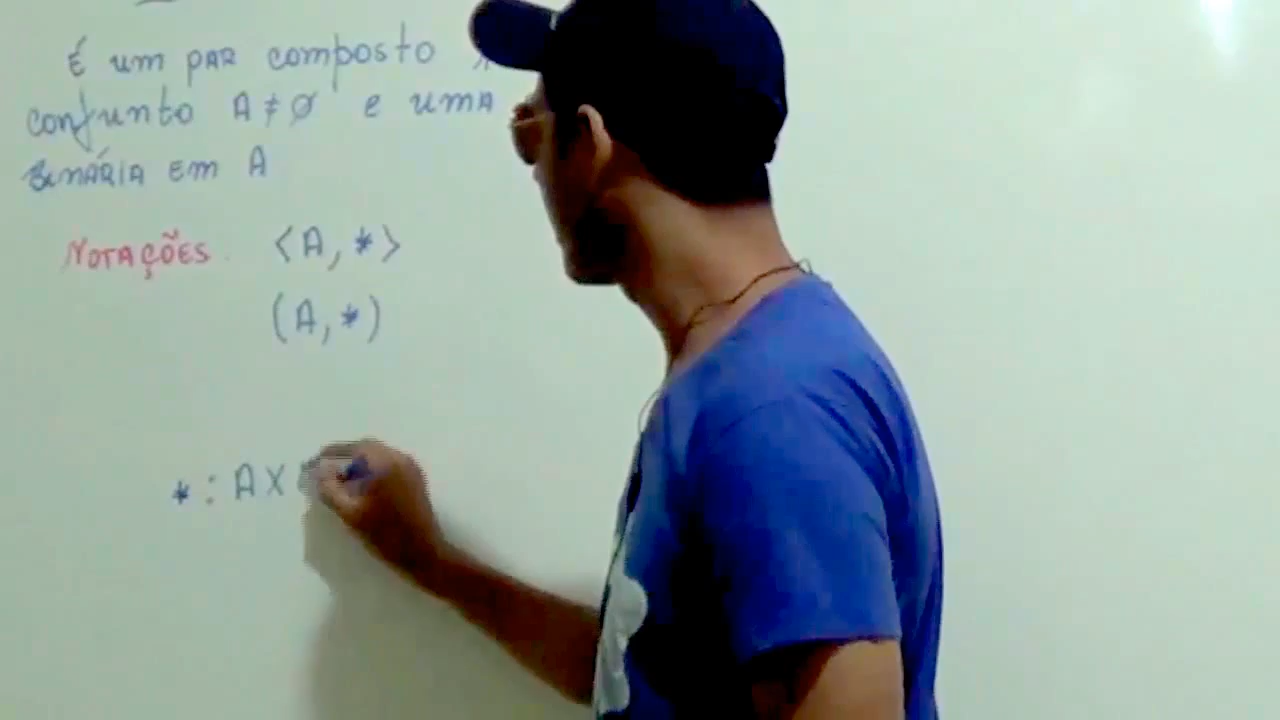 É um PAR composto
conjunto A ≠ ∅ e UMA
BINÁRIA Em A
NOTAÇÕES. <A, *>
(A, *)
* : A X